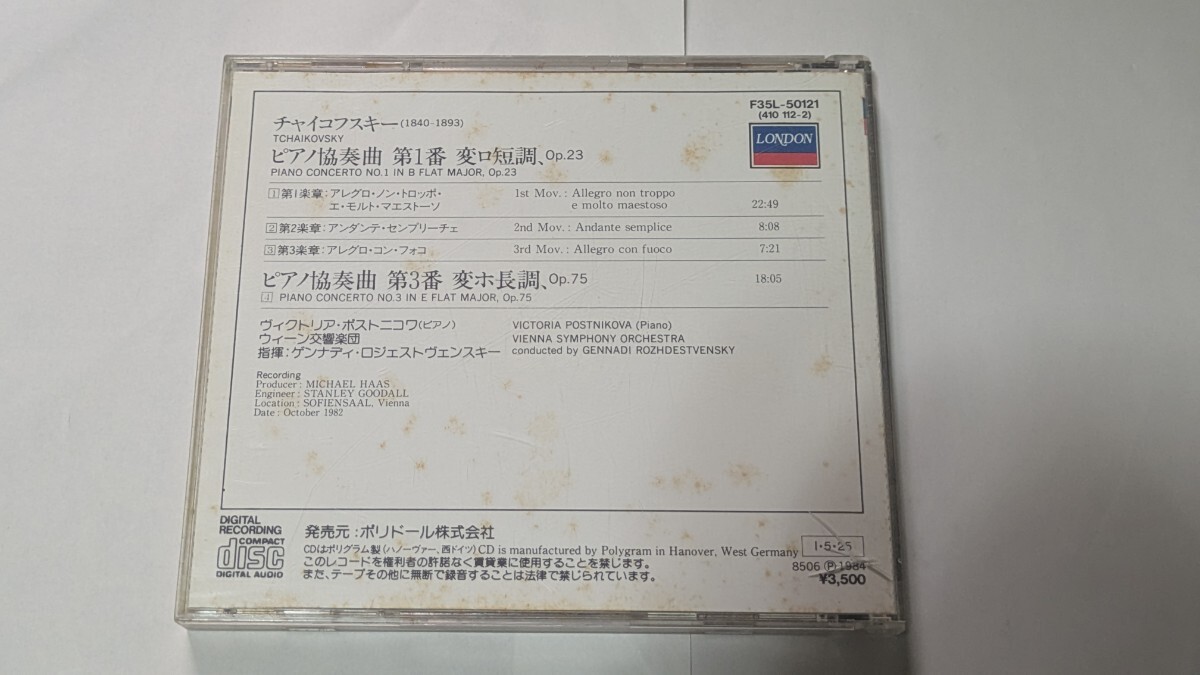 F35L-50121
(410 112-2)
LONDON
チャイコフスキー(1840-1893)
TCHAIKOVSKY
ピアノ協奏曲 第1番 変ロ短調、Op.23
PIANO CONCERTO NO.1 IN B FLAT MAJOR, Op.23
1 第1楽章：アレグロ・ノン・トロッポ・ 1st Mov.: Allegro non troppo
エ・モルト・マエストーソ e molto maestoso 22:49
2 第2楽章：アンダンテ・センプリーチェ 2nd Mov.: Andante semplice 8:08
3 第3楽章：アレグロ・コン・フォコ 3rd Mov.: Allegro con fuoco 7:21
ピアノ協奏曲 第3番 変ホ長調、Op.75 18:05
4 PIANO CONCERTO NO.3 IN E FLAT MAJOR, Op.75
ヴィクトリア・ポストニコワ(ピアノ) VICTORIA POSTNIKOVA (Piano)
ウィーン交響楽団 VIENNA SYMPHONY ORCHESTRA
指揮：ゲンナディ・ロジェストヴェンスキー conducted by GENNADI ROZHDESTVENSKY
Recording
Producer: MICHAEL HAAS
Engineer: STANLEY GOODALL
Location: SOFIENSAAL, Vienna
Date: October 1982
DIGITAL
RECORDING
COMPACT
disc
DIGITAL AUDIO
発売元：ポリドール株式会社
CDはポリグラム製(ハノーヴァー、西ドイツ) CD is manufactured by Polygram in Hanover, West Germany
1・5・25
このレコードを権利者の許諾なく賃貸業に使用することを禁じます。
8506 Ⓟ1984
また、テープその他に無断で録音することは法律で禁じられています。
¥3,500